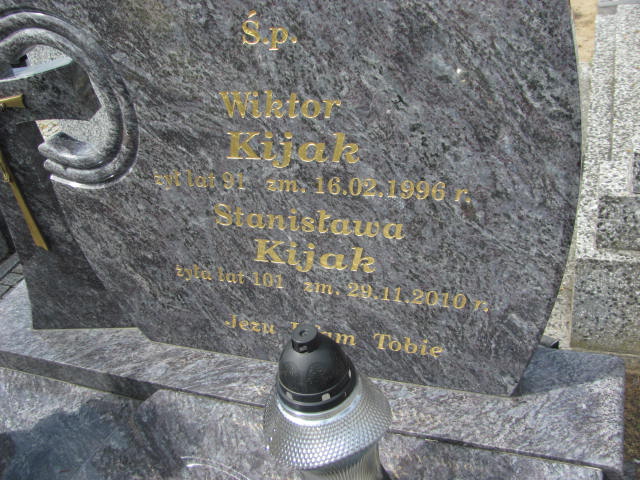 Ś.p.
Wiktor
Kijak
żył lat 91 zm. 16.02.1996 r.
Stanisława
Kijak
żyła lat 101 zm. 29.11.2010 r.
Jezu Tobie